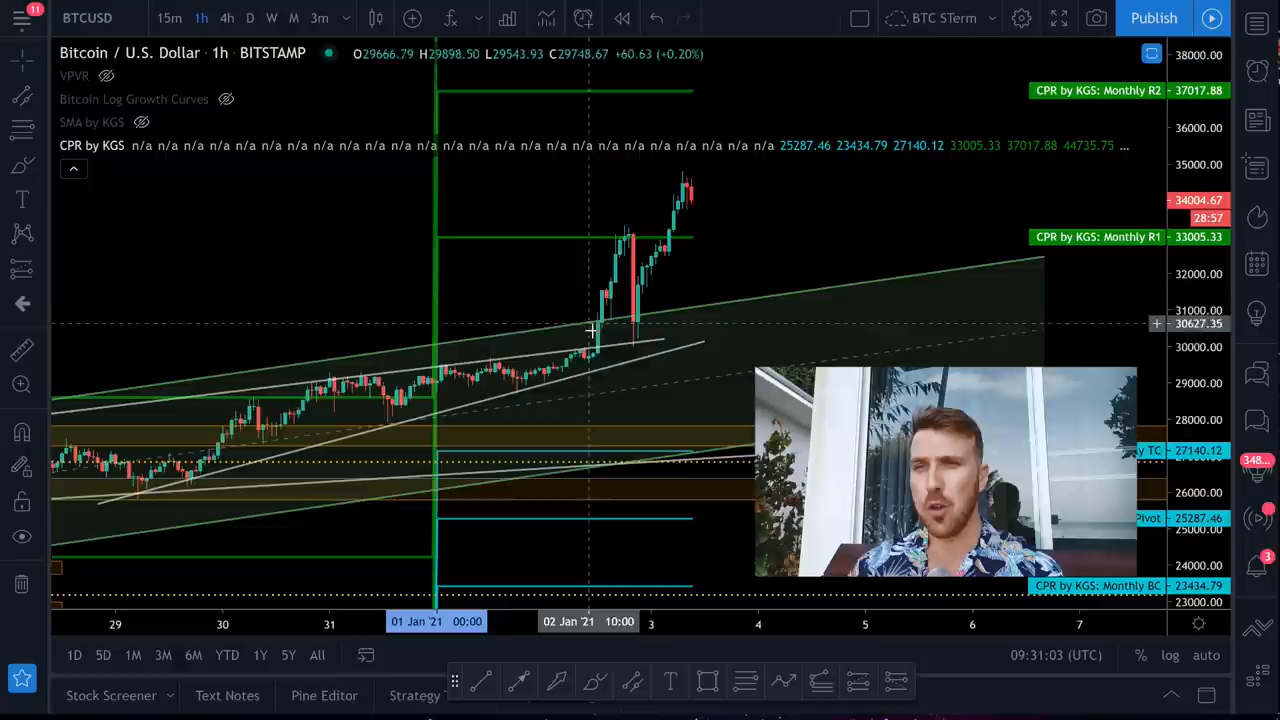 11
BTCUSD 15m 1h 4h D W M 3m BTC STerm Publish
Bitcoin / U.S. Dollar · 1h · BITSTAMP O29666.79 H29898.50 L29543.93 C29748.67 +60.63 (+0.20%)
38000.00
VPVR
CPR by KGS: Monthly R2 37017.88
Bitcoin Log Growth Curves
SMA by KGS
36000.00
CPR by KGS n/a n/a n/a n/a n/a n/a n/a n/a n/a n/a n/a n/a n/a n/a n/a n/a n/a n/a n/a n/a n/a 25287.46 23434.79 27140.12 33005.33 37017.88 44735.75 ...
35000.00
34004.67
28:57
CPR by KGS: Monthly R1 33005.33
32000.00
31000.00
30627.35
30000.00
29000.00
28000.00
y TC 27140.12
348...
26000.00
Pivot 25287.46
25000.00
24000.00
3
CPR by KGS: Monthly BC 23434.79
23000.00
29 30 31 01 Jan '21 00:00 02 Jan '21 10:00 3 4 5 6 7
1D 5D 1M 3M 6M YTD 1Y 5Y All 09:31:03 (UTC) % log auto
Stock Screener Text Notes Pine Editor Strategy